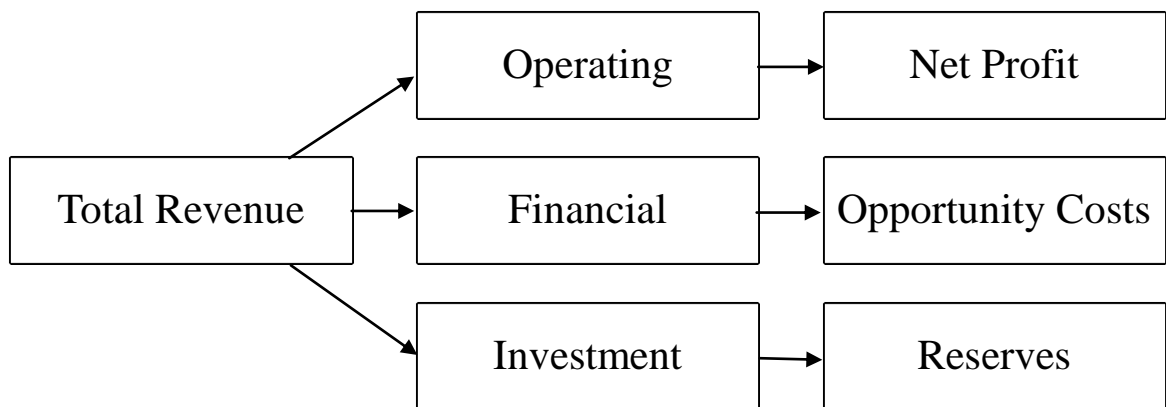 Operating
Net Profit
Total Revenue
Financial
Opportunity Costs
Investment
Reserves